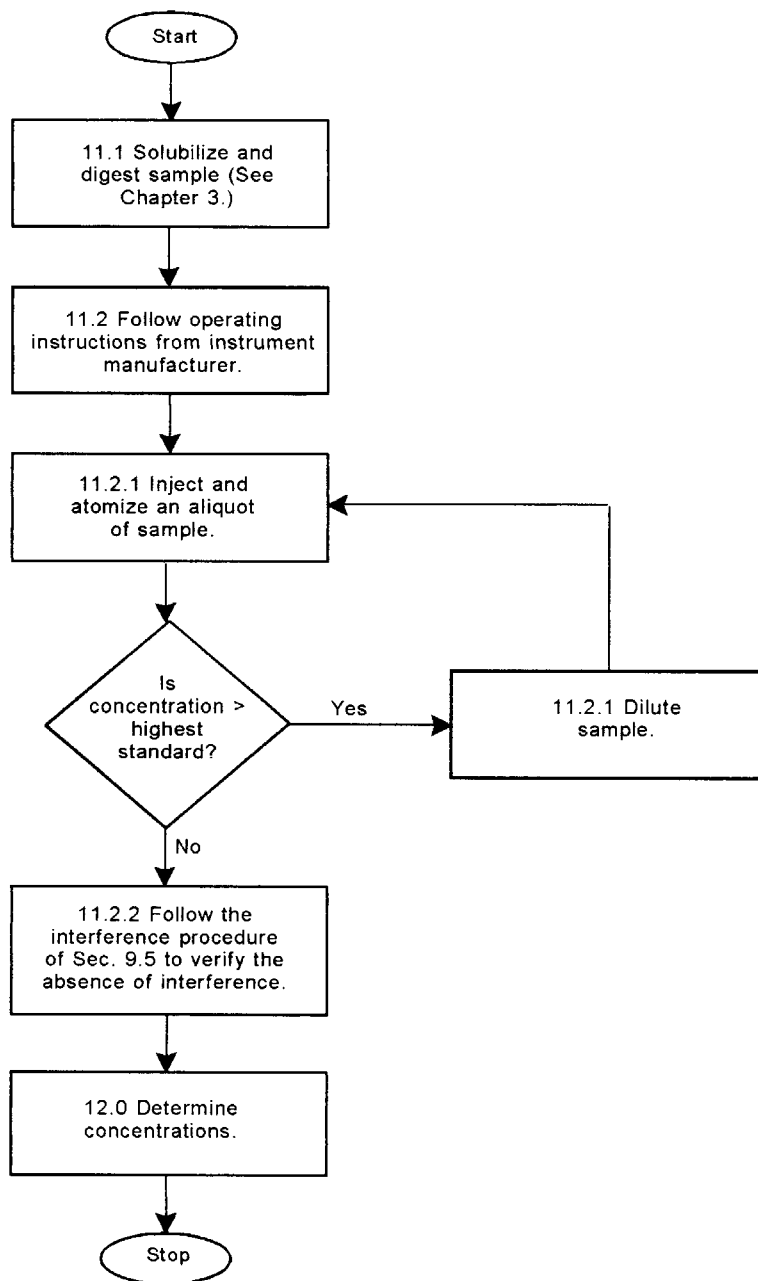 Start
11.1 Solubilize and
digest sample (See
Chapter 3.)
11.2 Follow operating
instructions from instrument
manufacturer.
11.2.1 Inject and
atomize an aliquot
of sample.
Is
concentration >
highest
standard?
Yes
11.2.1 Dilute
sample.
No
11.2.2 Follow the
interference procedure
of Sec. 9.5 to verify the
absence of interference.
12.0 Determine
concentrations.
Stop